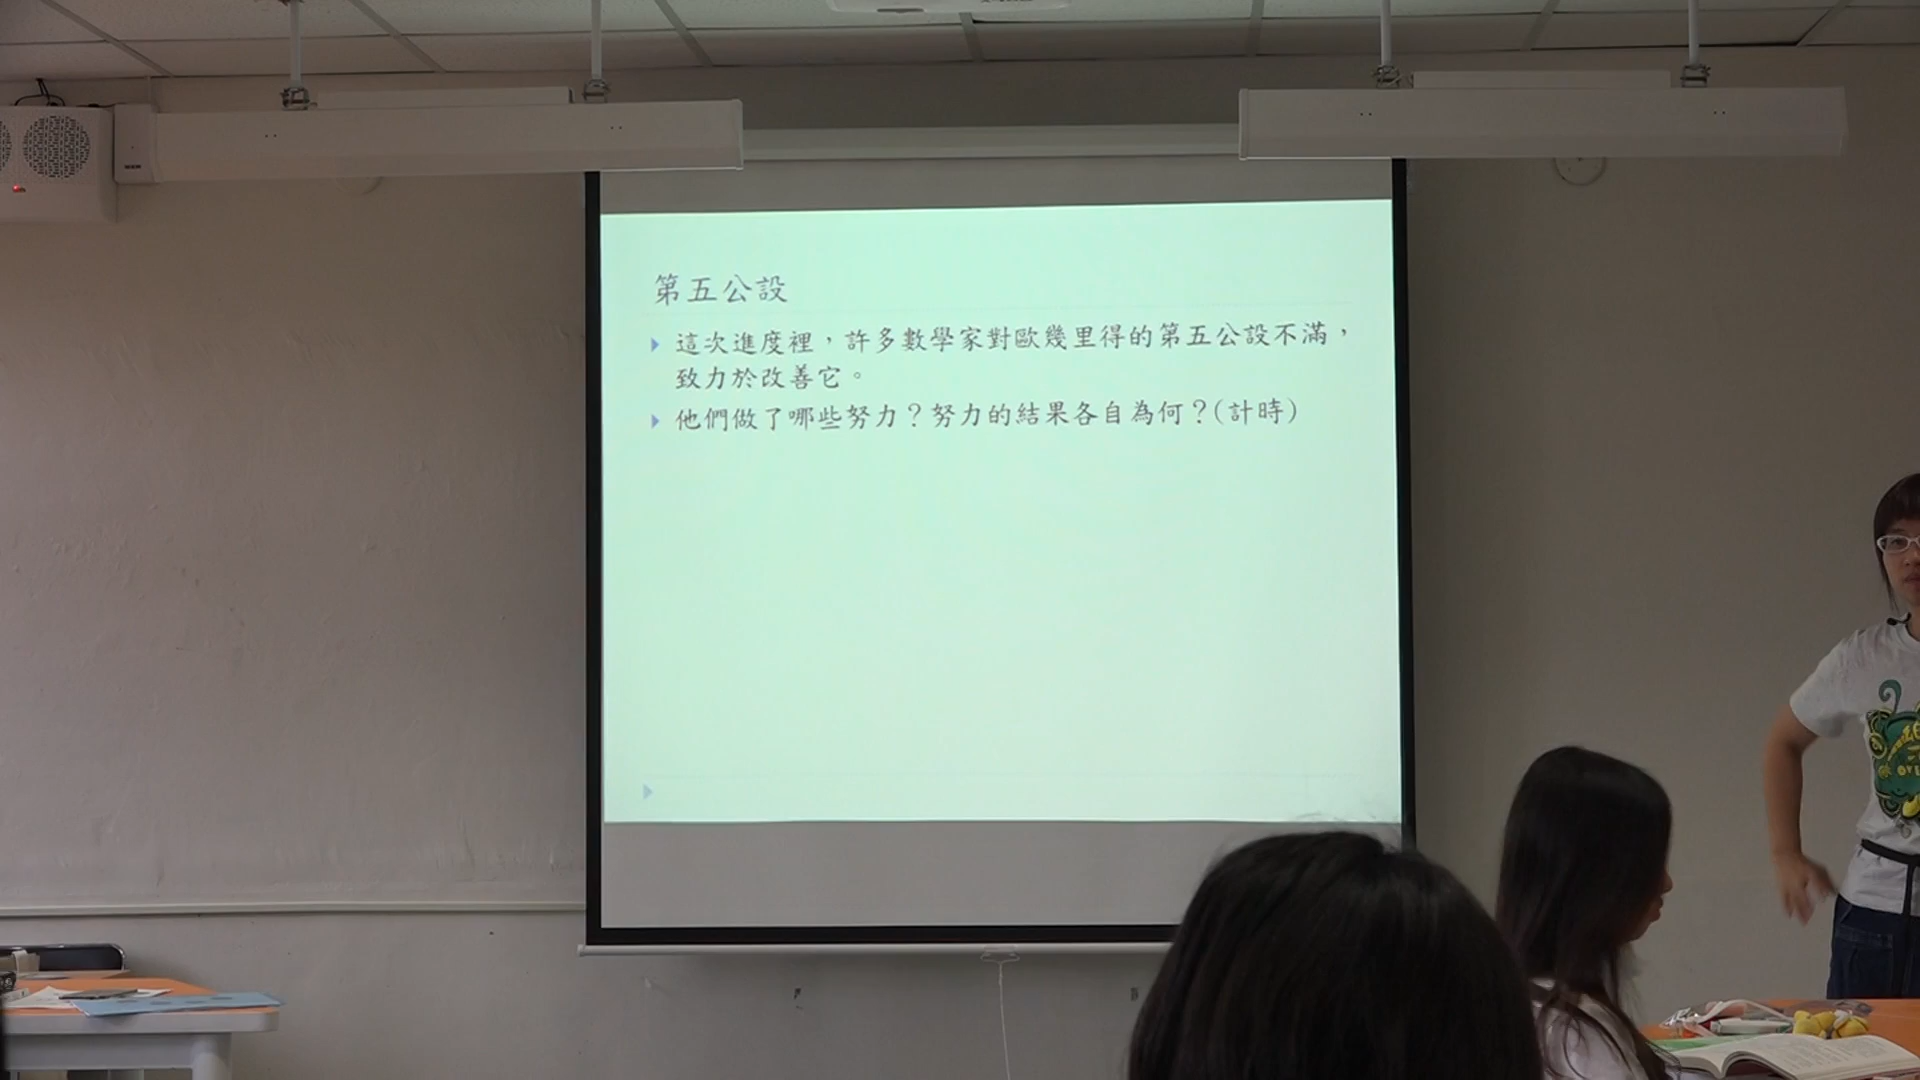 第五公設
這次進度裡，許多數學家對歐幾里得的第五公設不滿，
致力於改善它。
他們做了哪些努力？努力的結果各自為何？(計時)